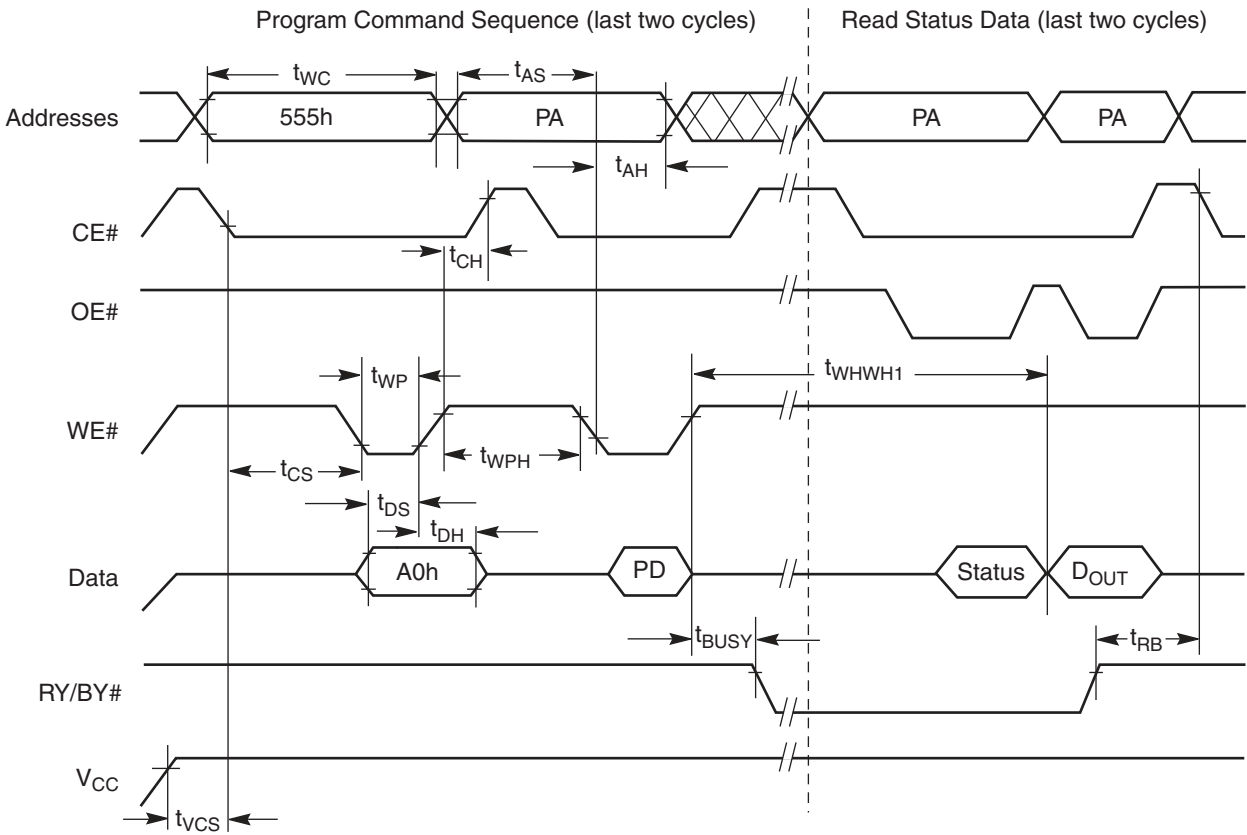 Program Command Sequence (last two cycles)
Read Status Data (last two cycles)
tWC
tAS
Addresses
555h
PA
PA
PA
tAH
CE#
tCH
OE#
tWP
tWHWH1
WE#
tCS
tWPH
tDS
tDH
Data
A0h
PD
Status
DOUT
tBUSY
tRB
RY/BY#
VCC
tVCS